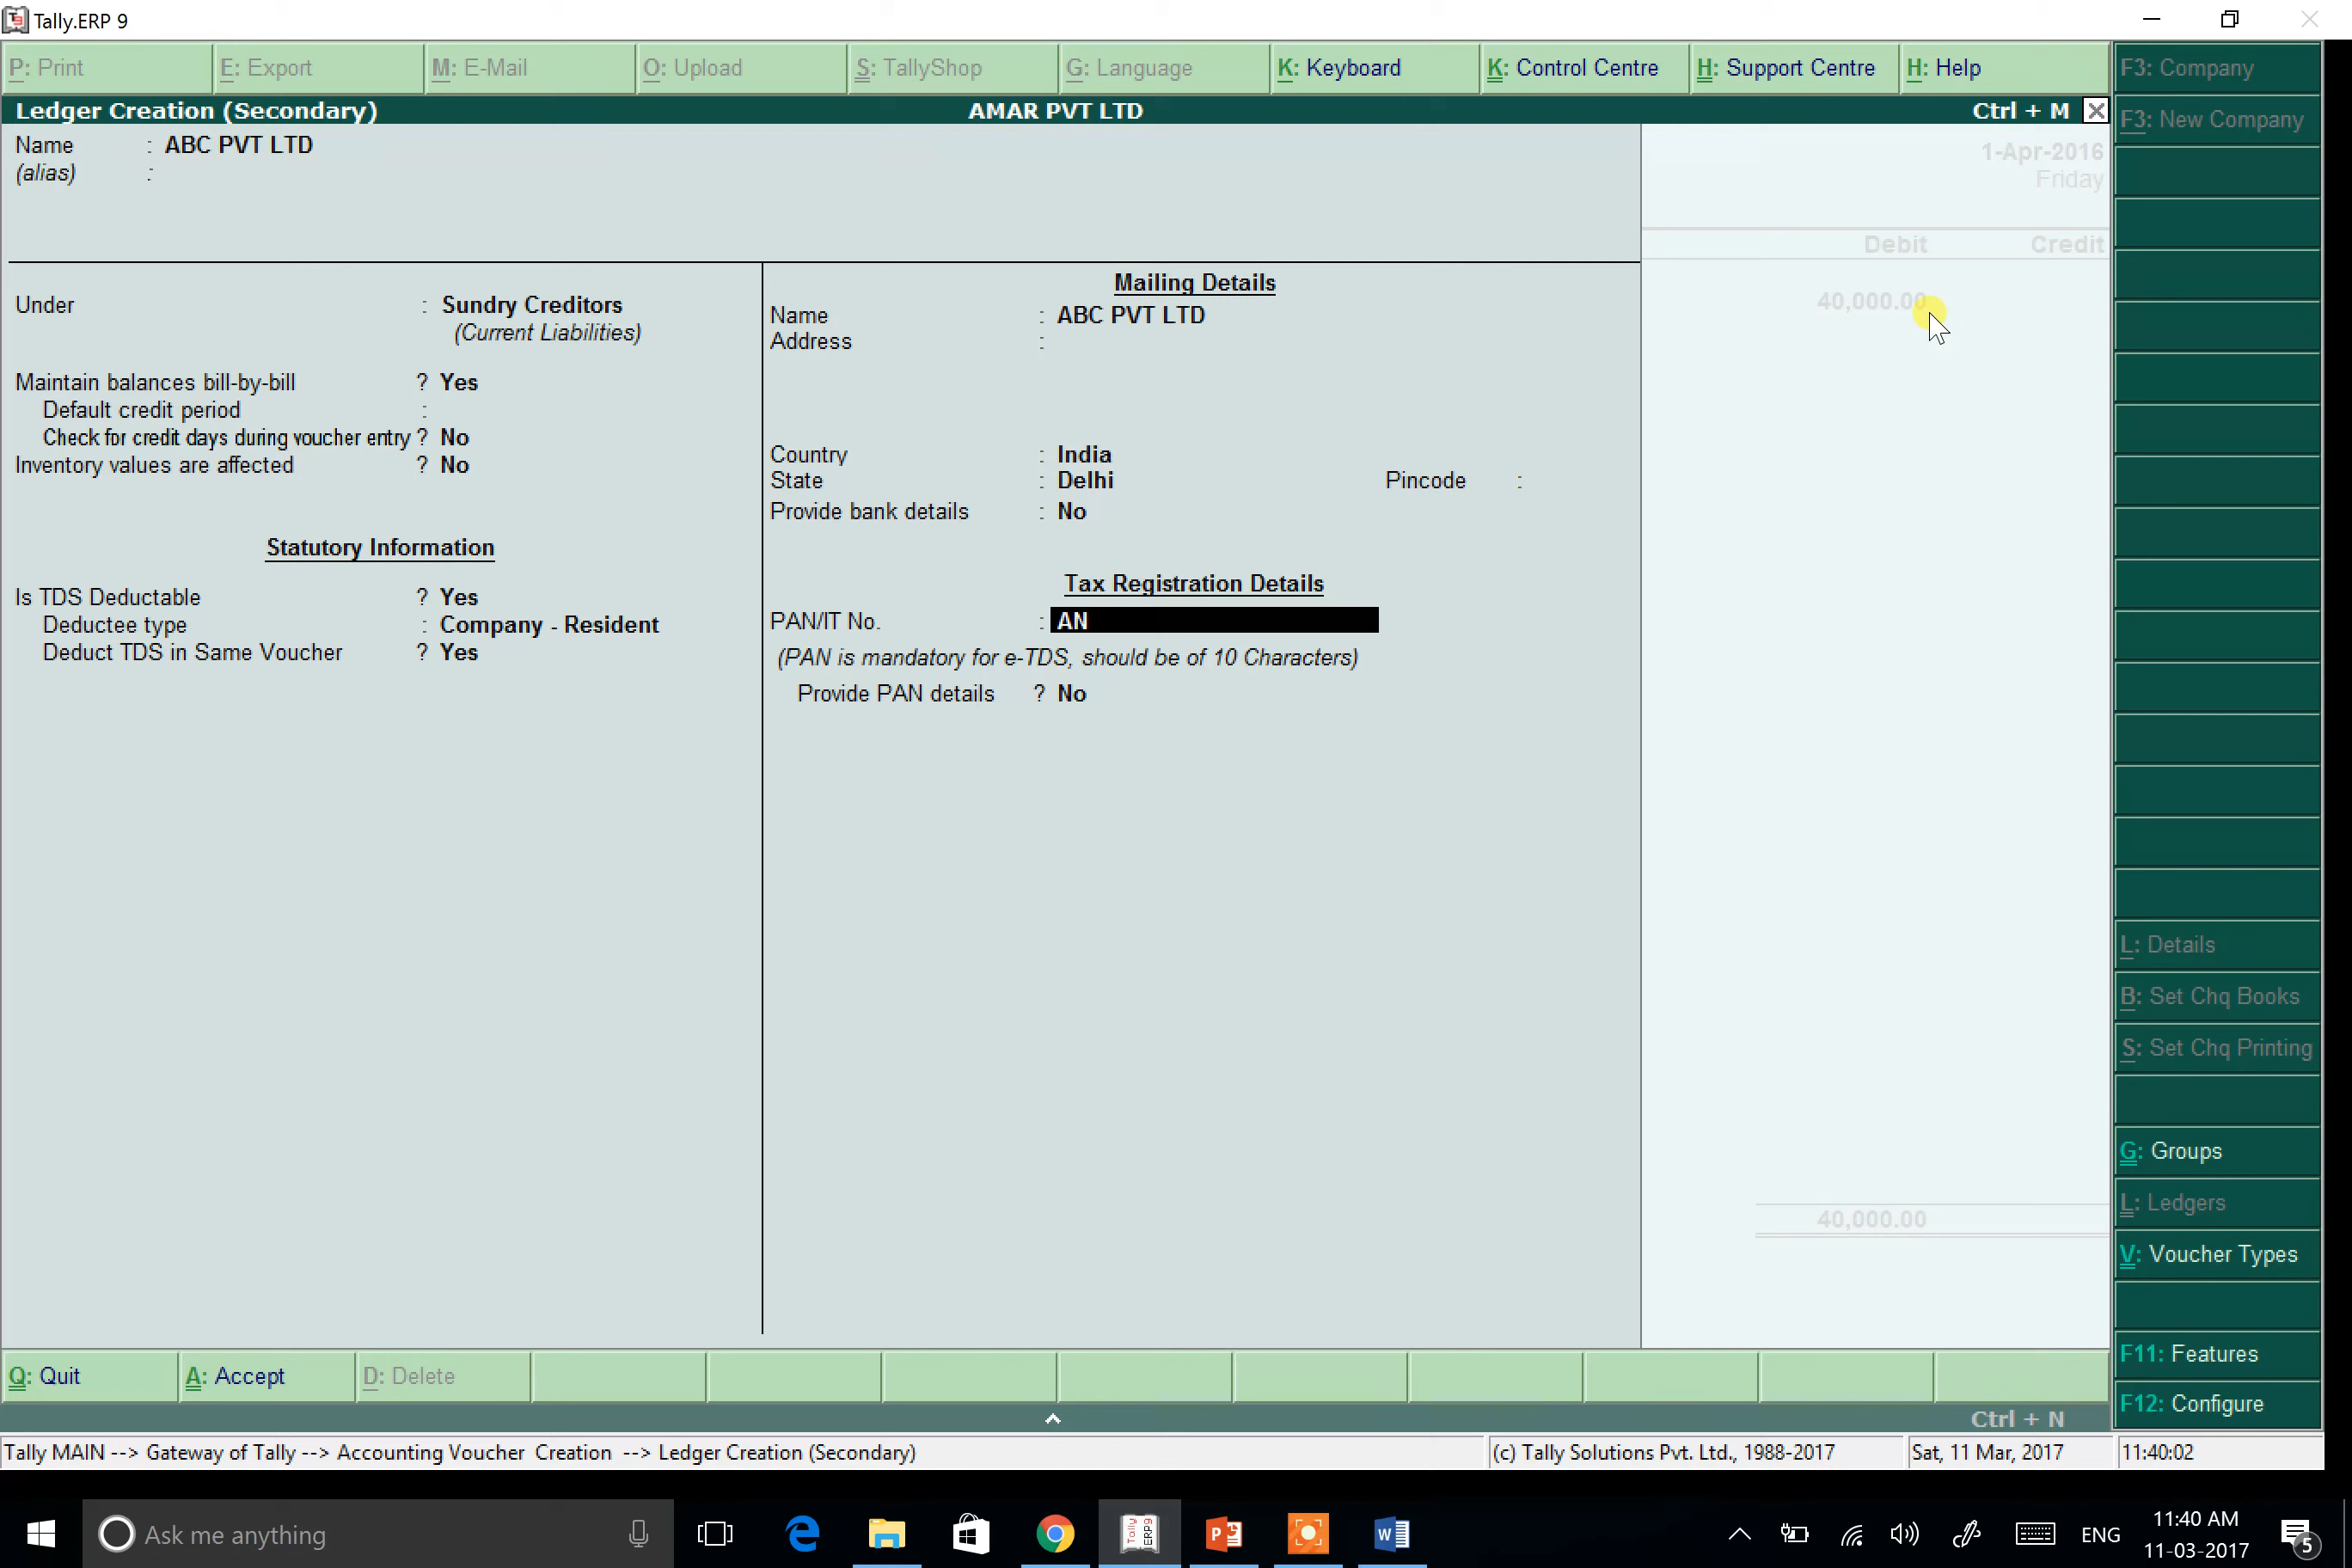 Tally.ERP 9
P: Print E: Export M: E-Mail O: Upload S: TallyShop G: Language K: Keyboard K: Control Centre H: Support Centre H: Help
F3: Company
Ledger Creation (Secondary) AMAR PVT LTD Ctrl + M
F3: New Company
Name : ABC PVT LTD
(alias) :
1-Apr-2016
Friday
Debit Credit
40,000.00
Under : Sundry Creditors
(Current Liabilities)
Maintain balances bill-by-bill ? Yes
Default credit period :
Check for credit days during voucher entry ? No
Inventory values are affected ? No
Statutory Information
Is TDS Deductable ? Yes
Deductee type : Company - Resident
Deduct TDS in Same Voucher ? Yes
Mailing Details
Name : ABC PVT LTD
Address :
Country : India
State : Delhi Pincode :
Provide bank details : No
Tax Registration Details
PAN/IT No. : AN
(PAN is mandatory for e-TDS, should be of 10 Characters)
Provide PAN details ? No
40,000.00
L: Details
B: Set Chq Books
S: Set Chq Printing
G: Groups
L: Ledgers
V: Voucher Types
F11: Features
F12: Configure
Q: Quit A: Accept D: Delete
Ctrl + N
Tally MAIN --> Gateway of Tally --> Accounting Voucher Creation --> Ledger Creation (Secondary) (c) Tally Solutions Pvt. Ltd., 1988-2017 Sat, 11 Mar, 2017 11:40:02
Ask me anything
Tally ERP9
P
W
ENG
11:40 AM
11-03-2017
5